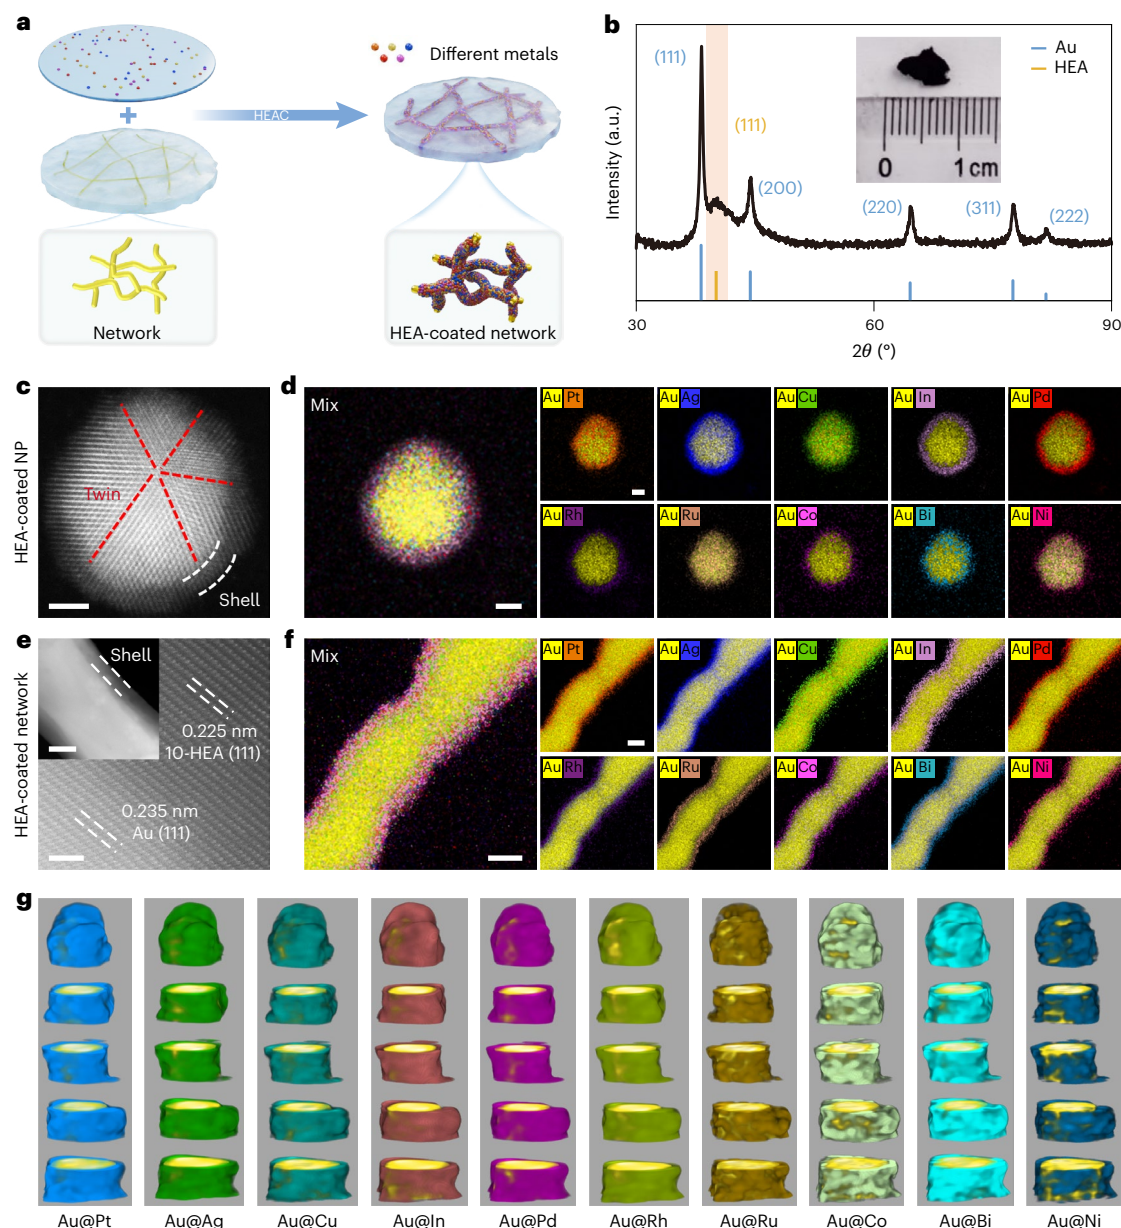 a
HEAC
Different metals
Network
HEA-coated network
b
Intensity (a.u.)
(111)
(111)
(200)
(220)
(311)
(222)
Au
HEA
0
1 cm
30
60
90
2θ (°)
c
HEA-coated NP
Twin
Shell
d
Mix
Au Pt
Au Ag
Au Cu
Au In
Au Pd
Au Rh
Au Ru
Au Co
Au Bi
Au Ni
e
HEA-coated network
Shell
0.225 nm
10-HEA (111)
0.235 nm
Au (111)
f
Mix
Au Pt
Au Ag
Au Cu
Au In
Au Pd
Au Rh
Au Ru
Au Co
Au Bi
Au Ni
g
Au@Pt
Au@Ag
Au@Cu
Au@In
Au@Pd
Au@Rh
Au@Ru
Au@Co
Au@Bi
Au@Ni